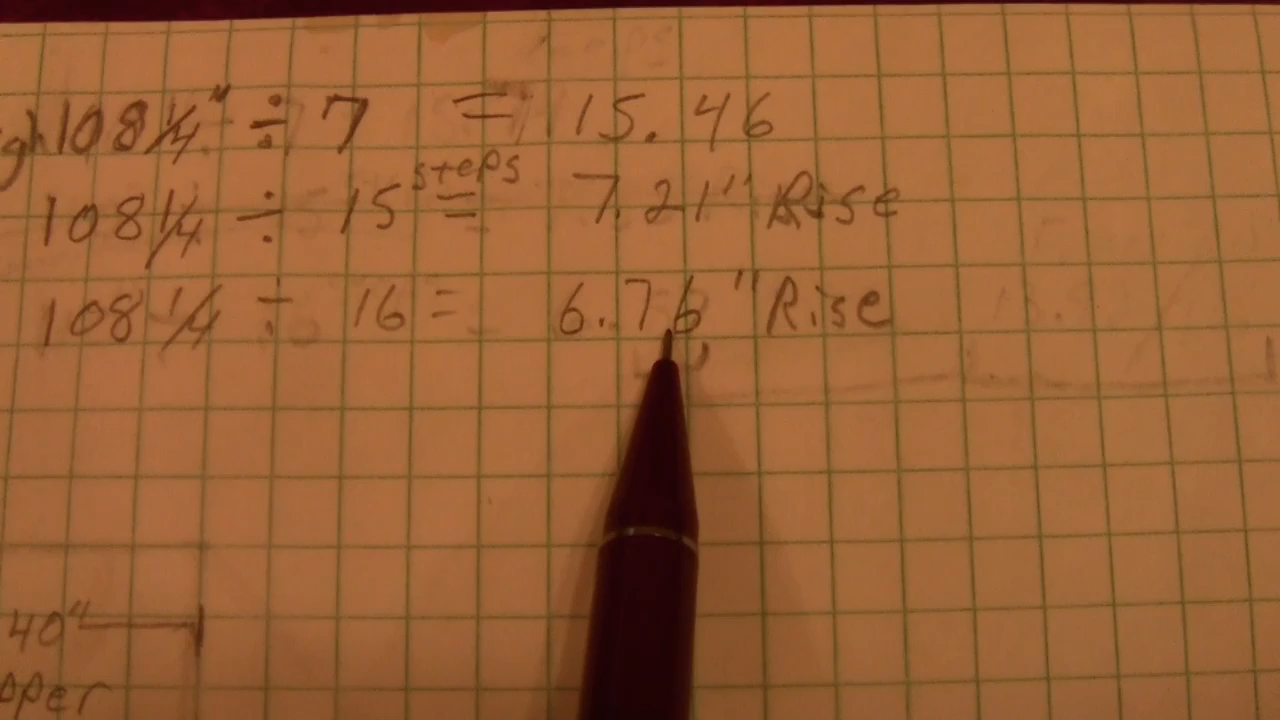 108 1/4" ÷ 7 = 15.46
108 1/4 ÷ 15 steps = 7.21" Rise
108 1/4 ÷ 16 = 6.76" Rise
40"